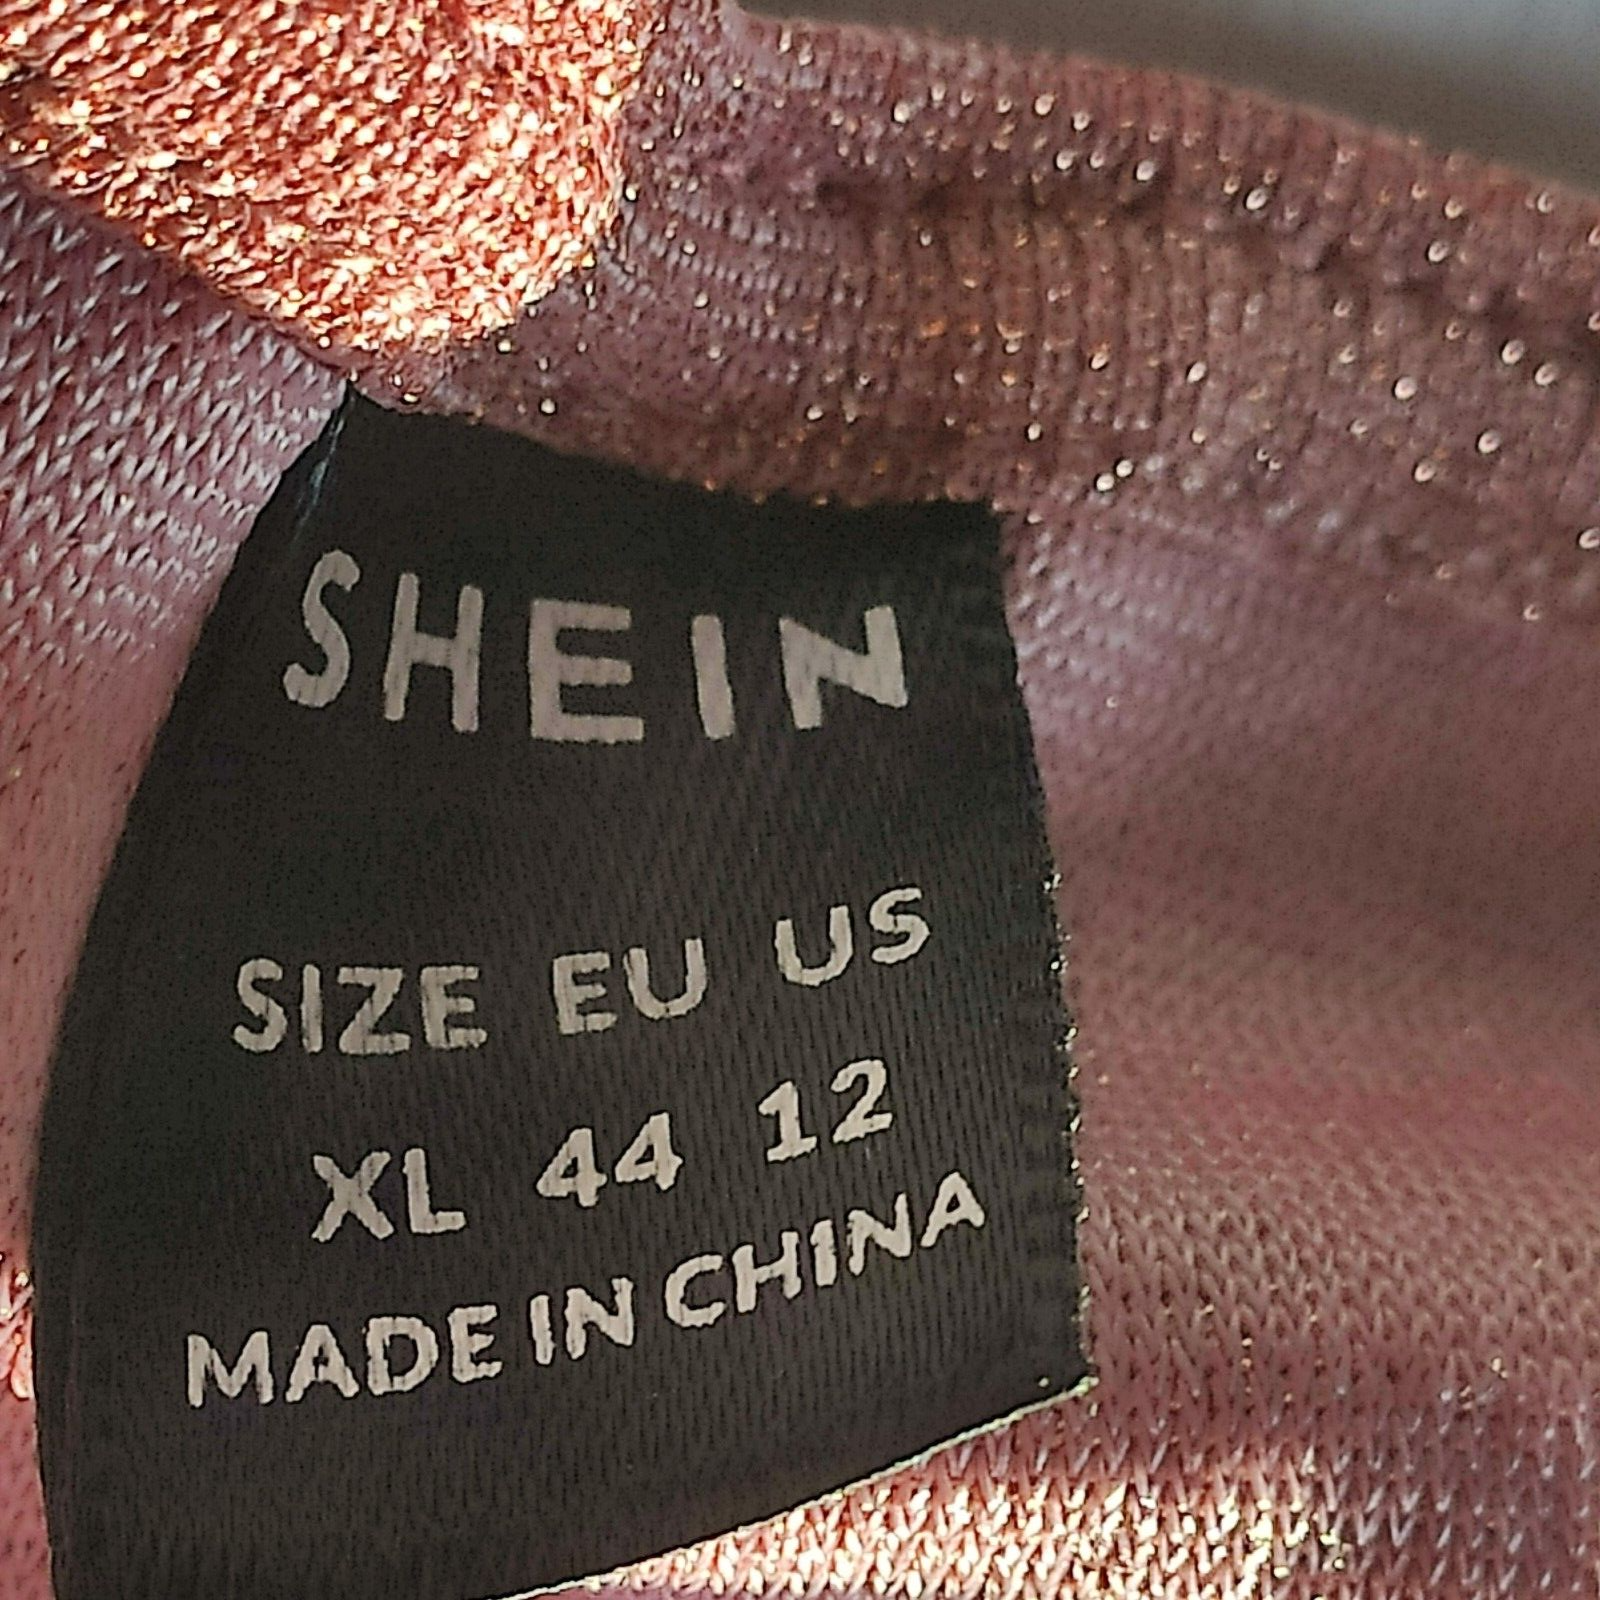 SHEIN
SIZE EU US
XL 44 12
MADE IN CHINA